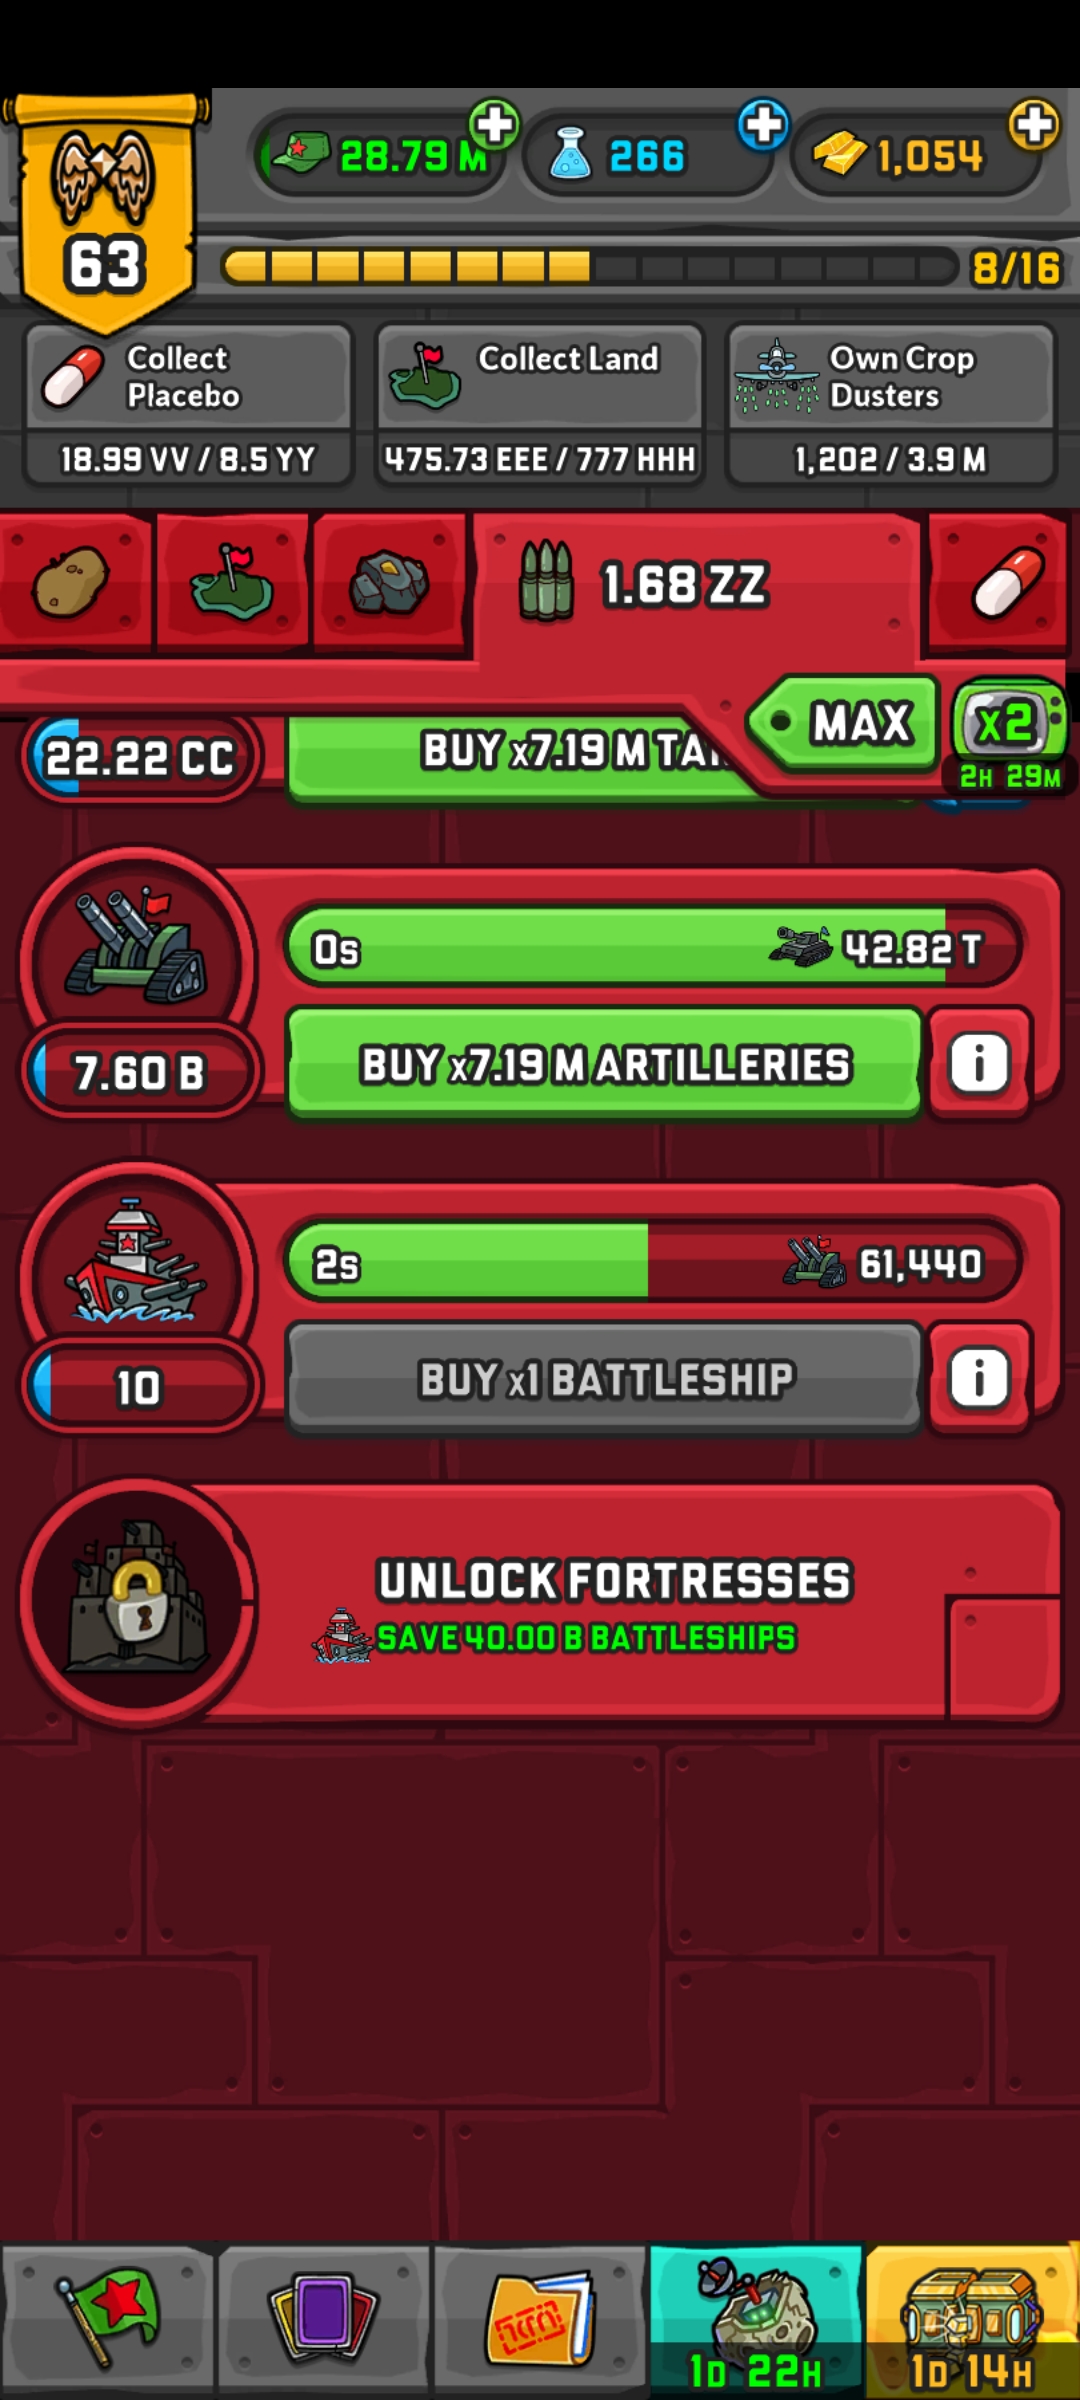 28.79 M
266
1,054
63
8/16
Collect
Placebo
18.99 VV / 8.5 YY
Collect Land
475.73 EEE / 777 HHH
Own Crop
Dusters
1,202 / 3.9 M
1.68 ZZ
MAX
x2
2H 29M
22.22 CC
BUY x7.19 M
0s
42.82 T
7.60 B
BUY x7.19 M ARTILLERIES
i
2s
61,440
10
BUY x1 BATTLESHIP
i
UNLOCK FORTRESSES
SAVE 40.00 B BATTLESHIPS
1D 22H
1D 14H